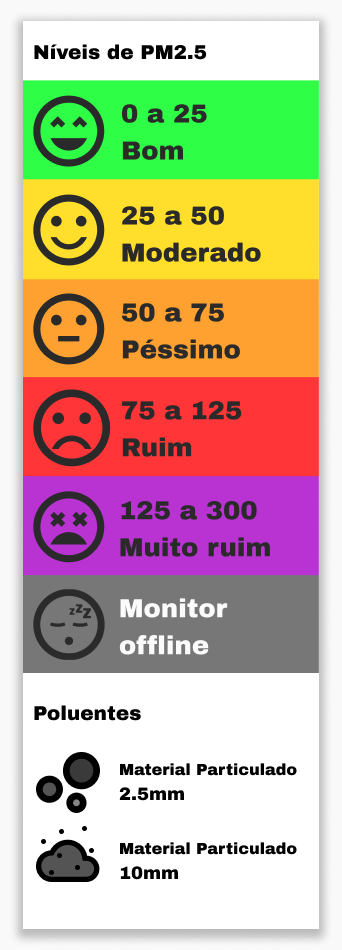 Níveis de PM2.5
0 a 25
Bom
25 a 50
Moderado
50 a 75
Péssimo
75 a 125
Ruim
125 a 300
Muito ruim
zzZ
Monitor
offline
Poluentes
Material Particulado
2.5mm
Material Particulado
10mm